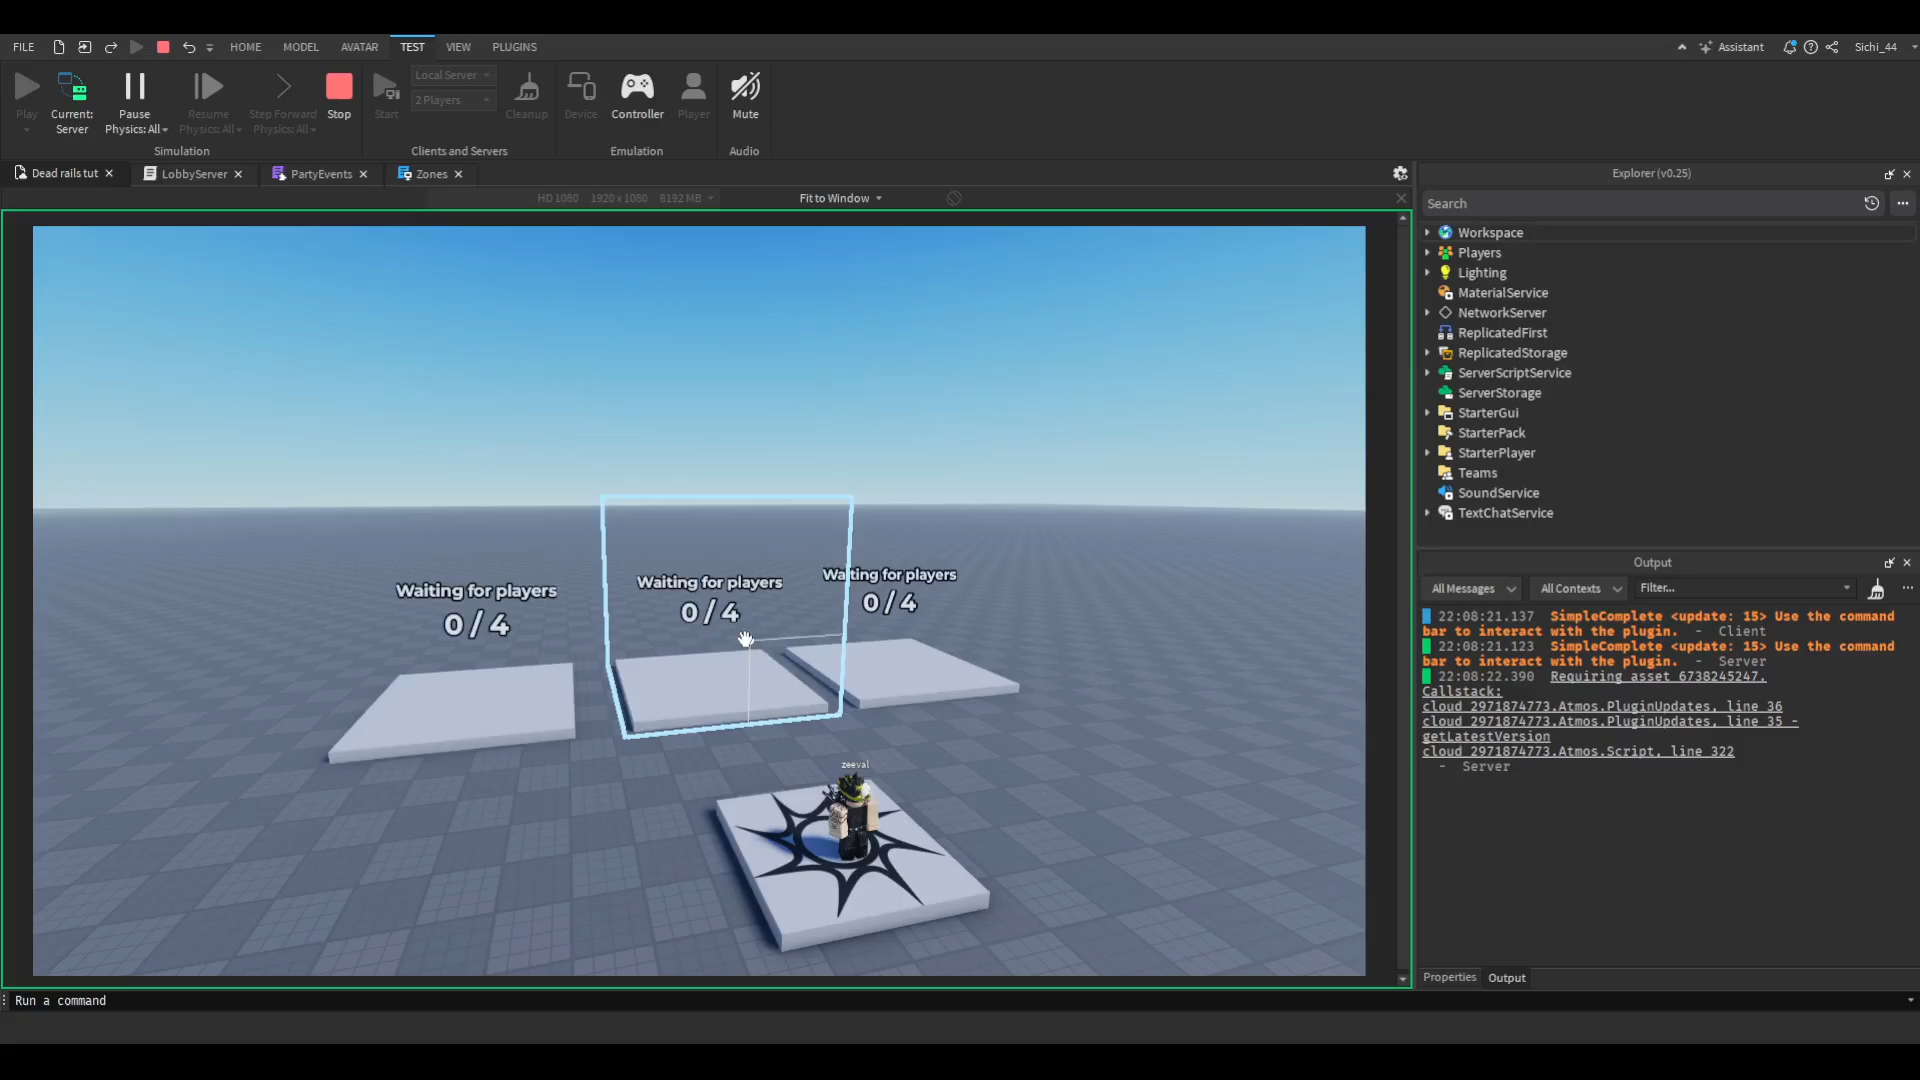 FILE HOME MODEL AVATAR TEST VIEW PLUGINS Assistant Sichi_44
Play
Current:
Server
Pause
Physics: All
Resume
Physics: All
Step Forward
Physics: All
Stop
Start
Local Server
2 Players
Cleanup
Device
Controller
Player
Mute
Simulation
Clients and Servers
Emulation
Audio
Dead rails tut
LobbyServer
PartyEvents
Zones
HD 1080 1920 x 1080 8192 MB
Fit to Window
Waiting for players
0 / 4
Waiting for players
0 / 4
Waiting for players
0 / 4
zeeval
Explorer (v0.25)
Search
Workspace
Players
Lighting
MaterialService
NetworkServer
ReplicatedFirst
ReplicatedStorage
ServerScriptService
ServerStorage
StarterGui
StarterPack
StarterPlayer
Teams
SoundService
TextChatService
Output
All Messages All Contexts Filter...
22:08:21.137 SimpleComplete <update: 15> Use the command
bar to interact with the plugin. - Client
22:08:21.123 SimpleComplete <update: 15> Use the command
bar to interact with the plugin. - Server
22:08:22.390 Requiring asset 6738245247.
Callstack:
cloud_2971874773.Atmos.PluginUpdates, line 36
cloud_2971874773.Atmos.PluginUpdates, line 35 -
getLatestVersion
cloud_2971874773.Atmos.Script, line 322
- Server
Properties Output
Run a command